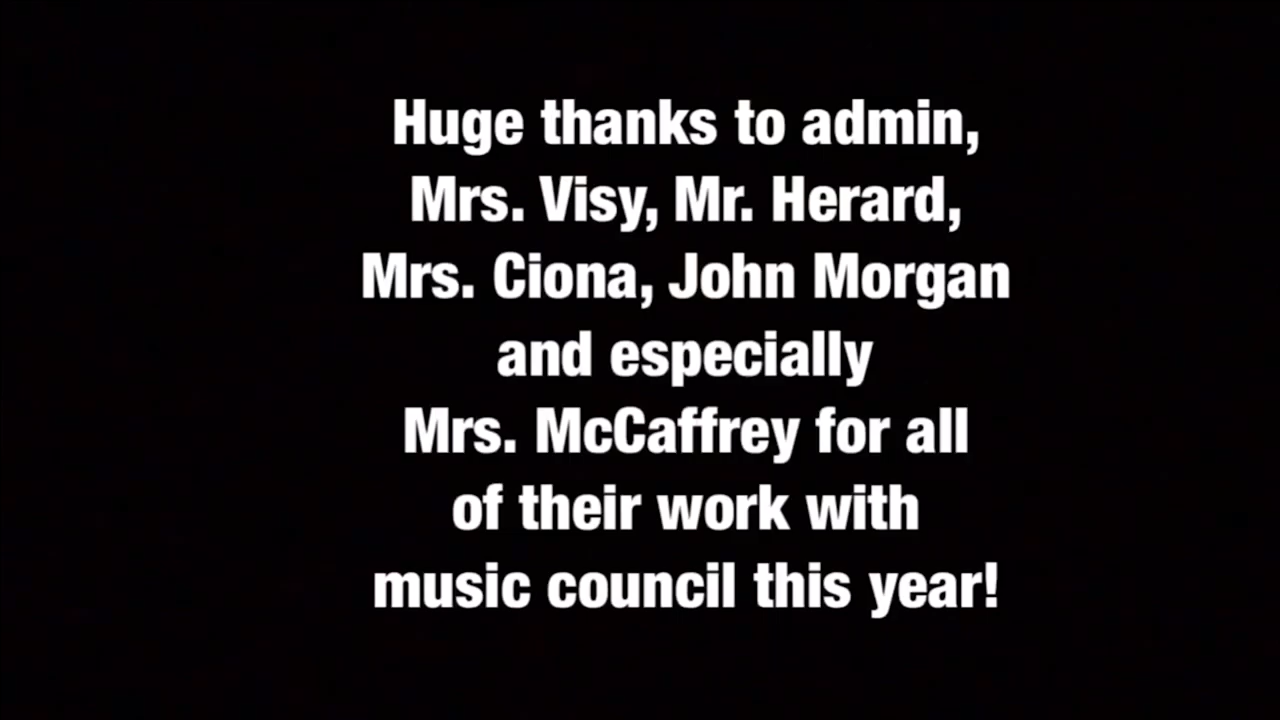 Huge thanks to admin,
Mrs. Visy, Mr. Herard,
Mrs. Ciona, John Morgan
and especially
Mrs. McCaffrey for all
of their work with
music council this year!